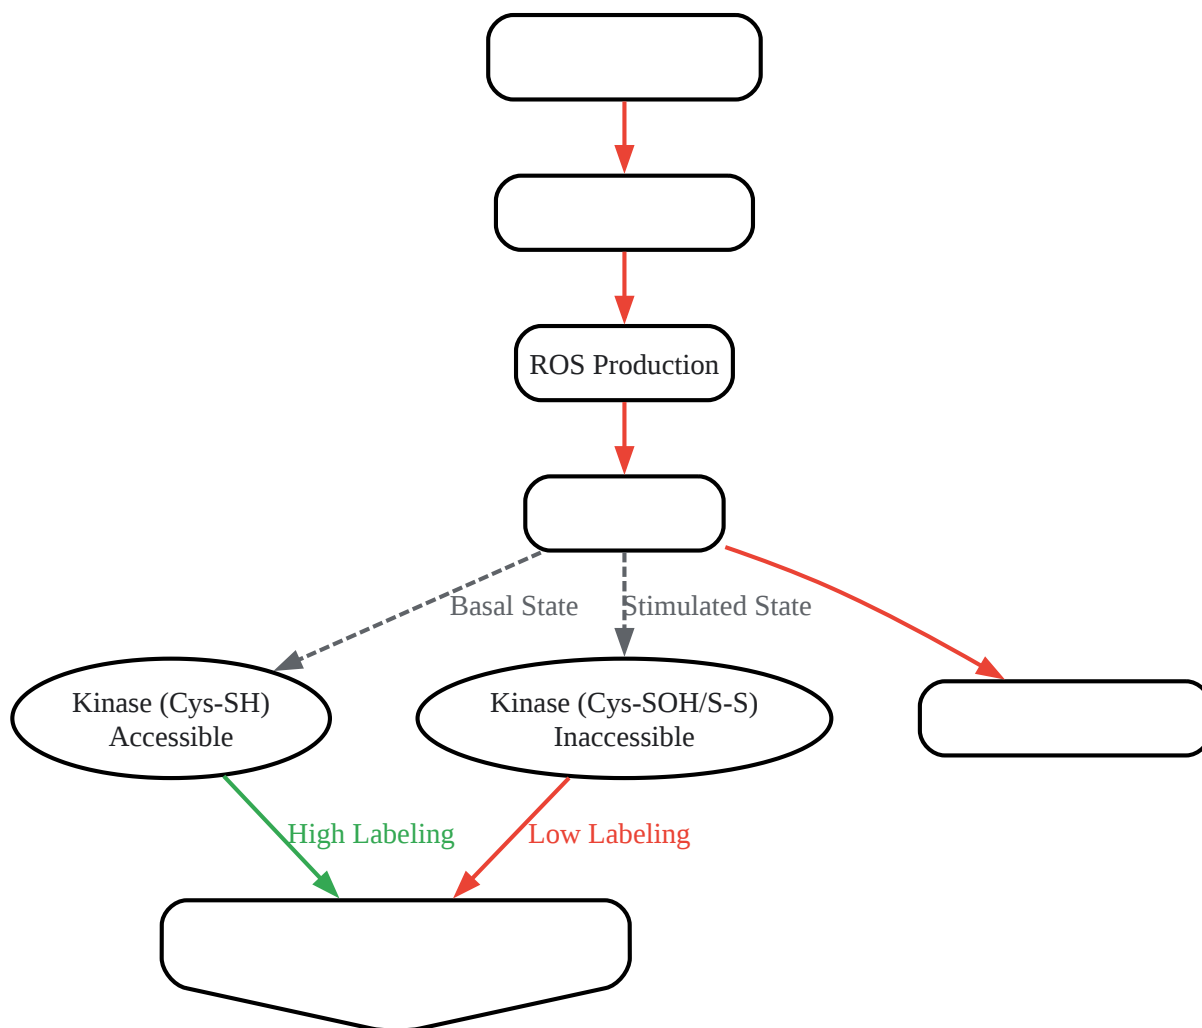 ROS Production
Basal State
Stimulated State
Kinase (Cys-SH)
Accessible
Kinase (Cys-SOH/S-S)
Inaccessible
High Labeling
Low Labeling